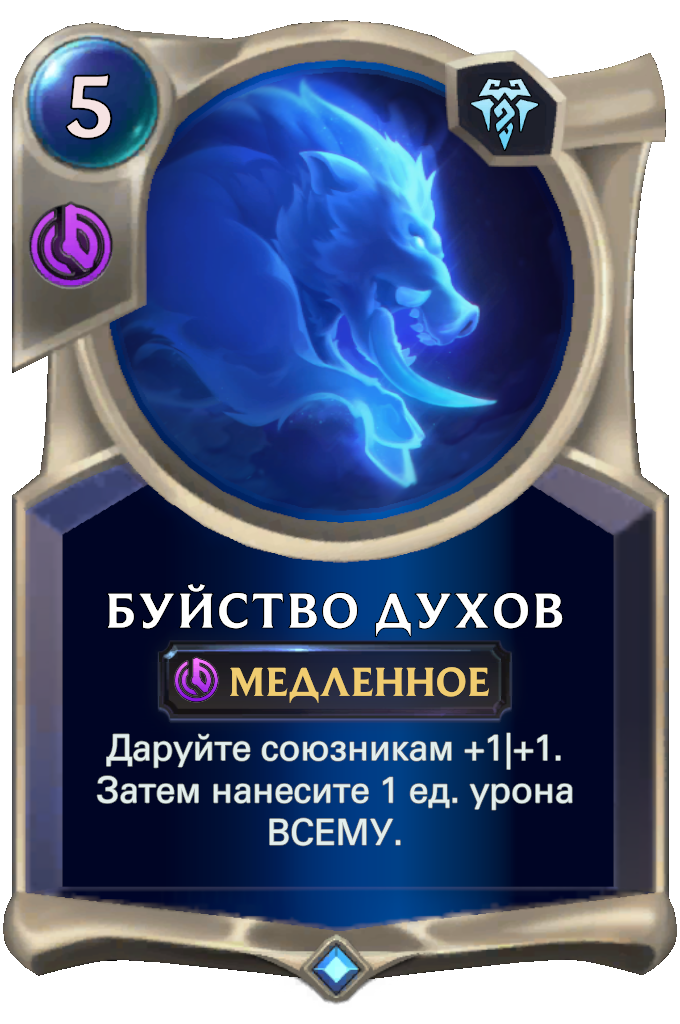 5
БУЙСТВО ДУХОВ
МЕДЛЕННОЕ
Даруйте союзникам +1|+1.
Затем нанесите 1 ед. урона
ВСЕМУ.